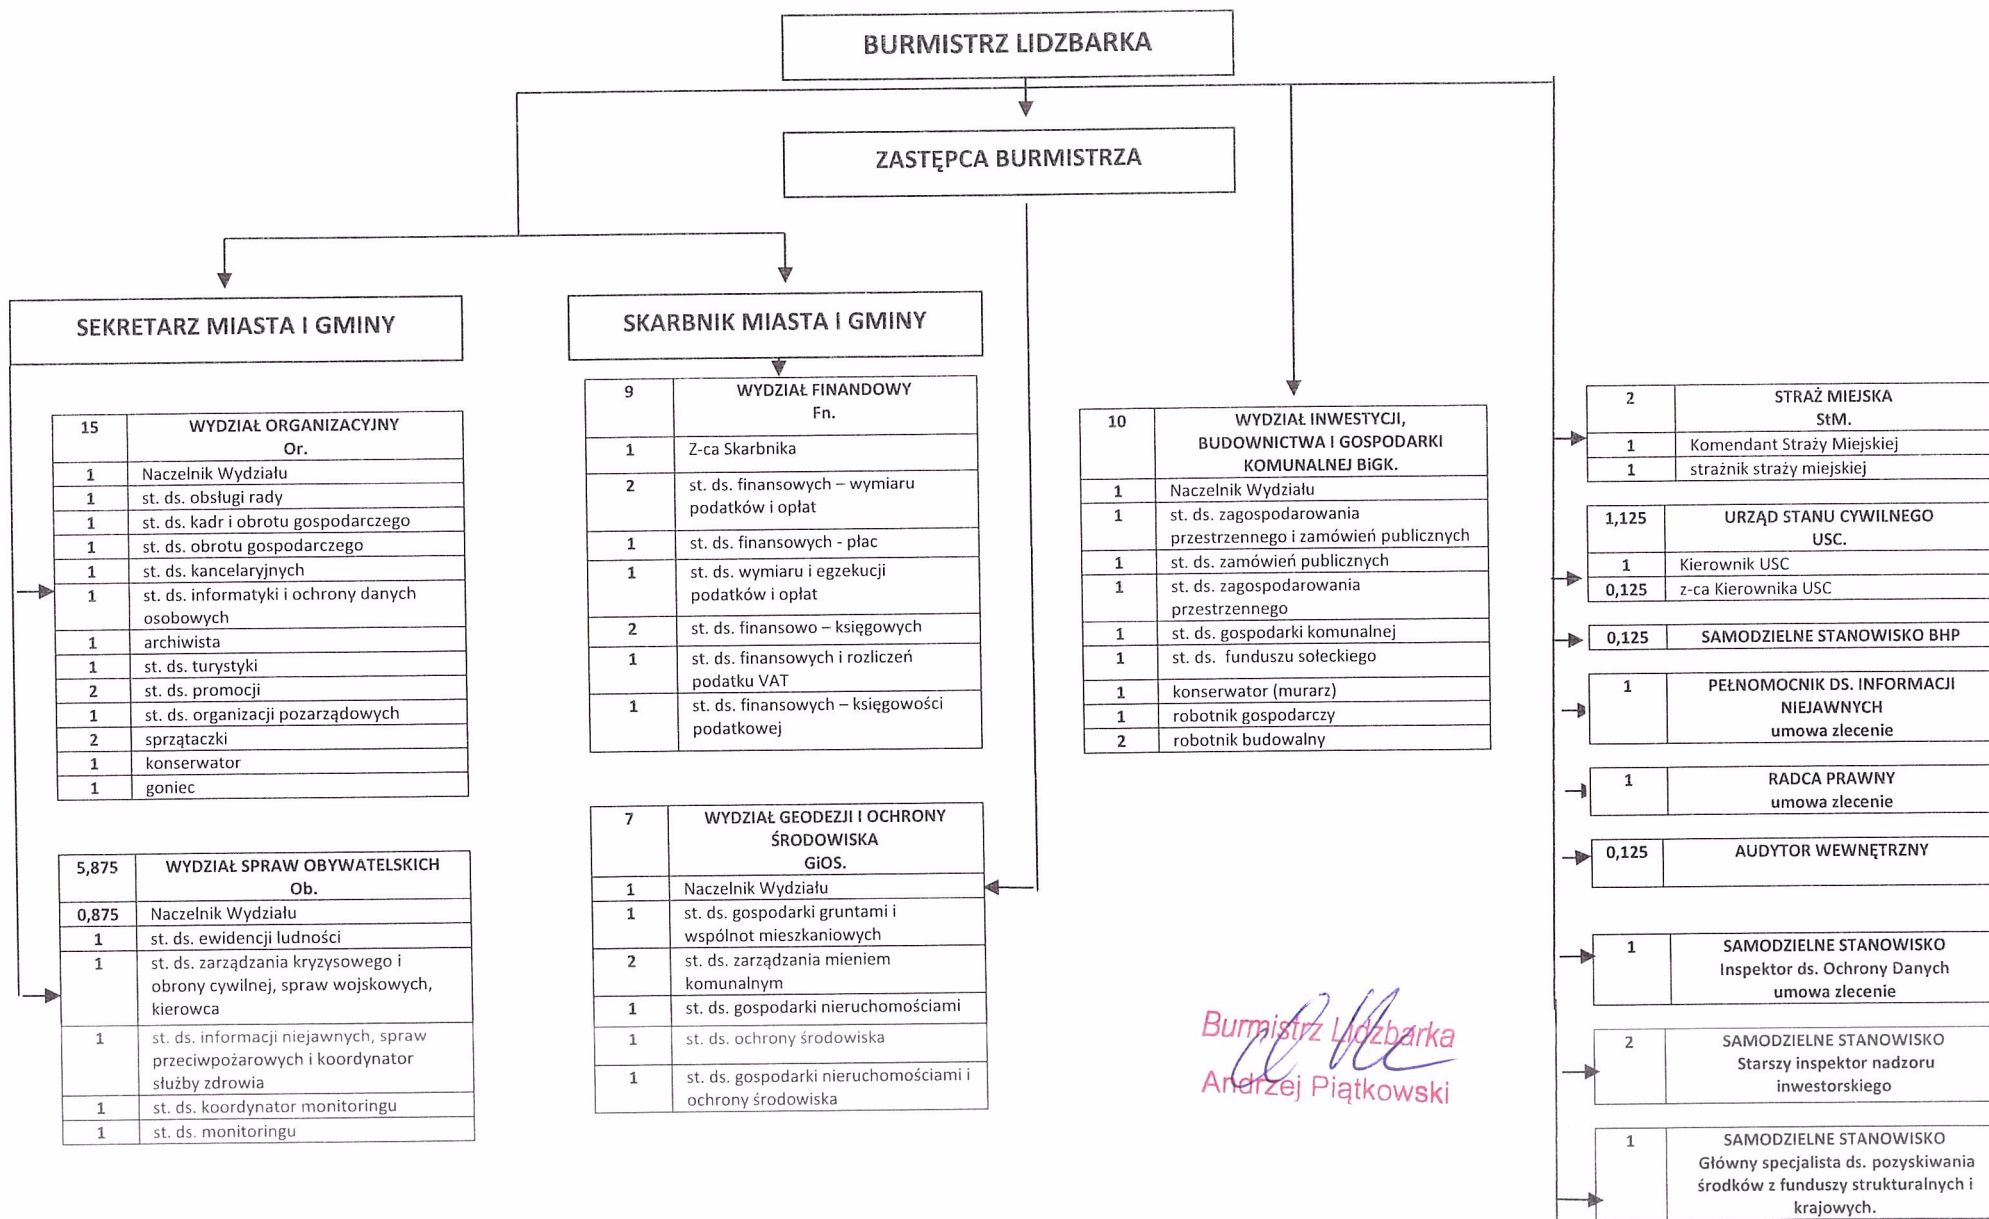 BURMISTRZ LIDZBARKA
ZASTĘPCA BURMISTRZA
SEKRETARZ MIASTA I GMINY
SKARBNIK MIASTA I GMINY
15 WYDZIAŁ ORGANIZACYJNY
Or.
1 Naczelnik Wydziału
1 st. ds. obsługi rady
1 st. ds. kadr i obrotu gospodarczego
1 st. ds. obrotu gospodarczego
1 st. ds. kancelaryjnych
1 st. ds. informatyki i ochrony danych
osobowych
1 archiwista
1 st. ds. turystyki
2 st. ds. promocji
1 st. ds. organizacji pozarządowych
2 sprzątaczki
1 konserwator
1 goniec
5,875 WYDZIAŁ SPRAW OBYWATELSKICH
Ob.
0,875 Naczelnik Wydziału
1 st. ds. ewidencji ludności
1 st. ds. zarządzania kryzysowego i
obrony cywilnej, spraw wojskowych,
kierowca
1 st. ds. informacji niejawnych, spraw
przeciwpożarowych i koordynator
służby zdrowia
1 st. ds. koordynator monitoringu
1 st. ds. monitoringu
9 WYDZIAŁ FINANDOWY
Fn.
1 Z-ca Skarbnika
2 st. ds. finansowych – wymiaru
podatków i opłat
1 st. ds. finansowych - płac
1 st. ds. wymiaru i egzekucji
podatków i opłat
2 st. ds. finansowo – księgowych
1 st. ds. finansowych i rozliczeń
podatku VAT
1 st. ds. finansowych – księgowości
podatkowej
7 WYDZIAŁ GEODEZJI I OCHRONY
ŚRODOWISKA
GiOS.
1 Naczelnik Wydziału
1 st. ds. gospodarki gruntami i
wspólnot mieszkaniowych
2 st. ds. zarządzania mieniem
komunalnym
1 st. ds. gospodarki nieruchomościami
1 st. ds. ochrony środowiska
1 st. ds. gospodarki nieruchomościami i
ochrony środowiska
10 WYDZIAŁ INWESTYCJI,
BUDOWNICTWA I GOSPODARKI
KOMUNALNEJ BiGK.
1 Naczelnik Wydziału
1 st. ds. zagospodarowania
przestrzennego i zamówień publicznych
1 st. ds. zamówień publicznych
1 st. ds. zagospodarowania
przestrzennego
1 st. ds. gospodarki komunalnej
1 st. ds. funduszu sołeckiego
1 konserwator (murarz)
1 robotnik gospodarczy
2 robotnik budowalny
Burmistrz Lidzbarka
Andrzej Piątkowski
2 STRAŻ MIEJSKA
StM.
1 Komendant Straży Miejskiej
1 strażnik straży miejskiej
1,125 URZĄD STANU CYWILNEGO
USC.
1 Kierownik USC
0,125 z-ca Kierownika USC
0,125 SAMODZIELNE STANOWISKO BHP
1 PEŁNOMOCNIK DS. INFORMACJI
NIEJAWNYCH
umowa zlecenie
1 RADCA PRAWNY
umowa zlecenie
0,125 AUDYTOR WEWNĘTRZNY
1 SAMODZIELNE STANOWISKO
Inspektor ds. Ochrony Danych
umowa zlecenie
2 SAMODZIELNE STANOWISKO
Starszy inspektor nadzoru
inwestorskiego
1 SAMODZIELNE STANOWISKO
Główny specjalista ds. pozyskiwania
środków z funduszy strukturalnych i
krajowych.